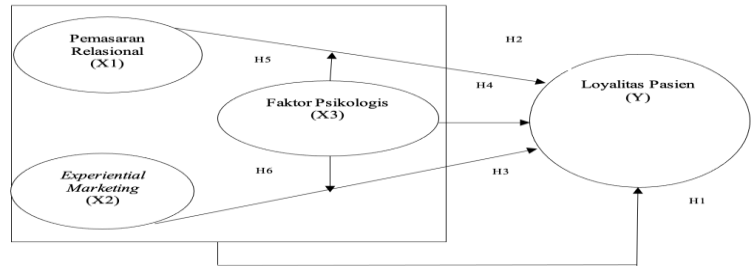 Pemasaran
Relasional
(X1)
H5
H2
H4
Faktor Psikologis
(X3)
Loyalitas Pasien
(Y)
Experiential
Marketing
(X2)
H6
H3
H1